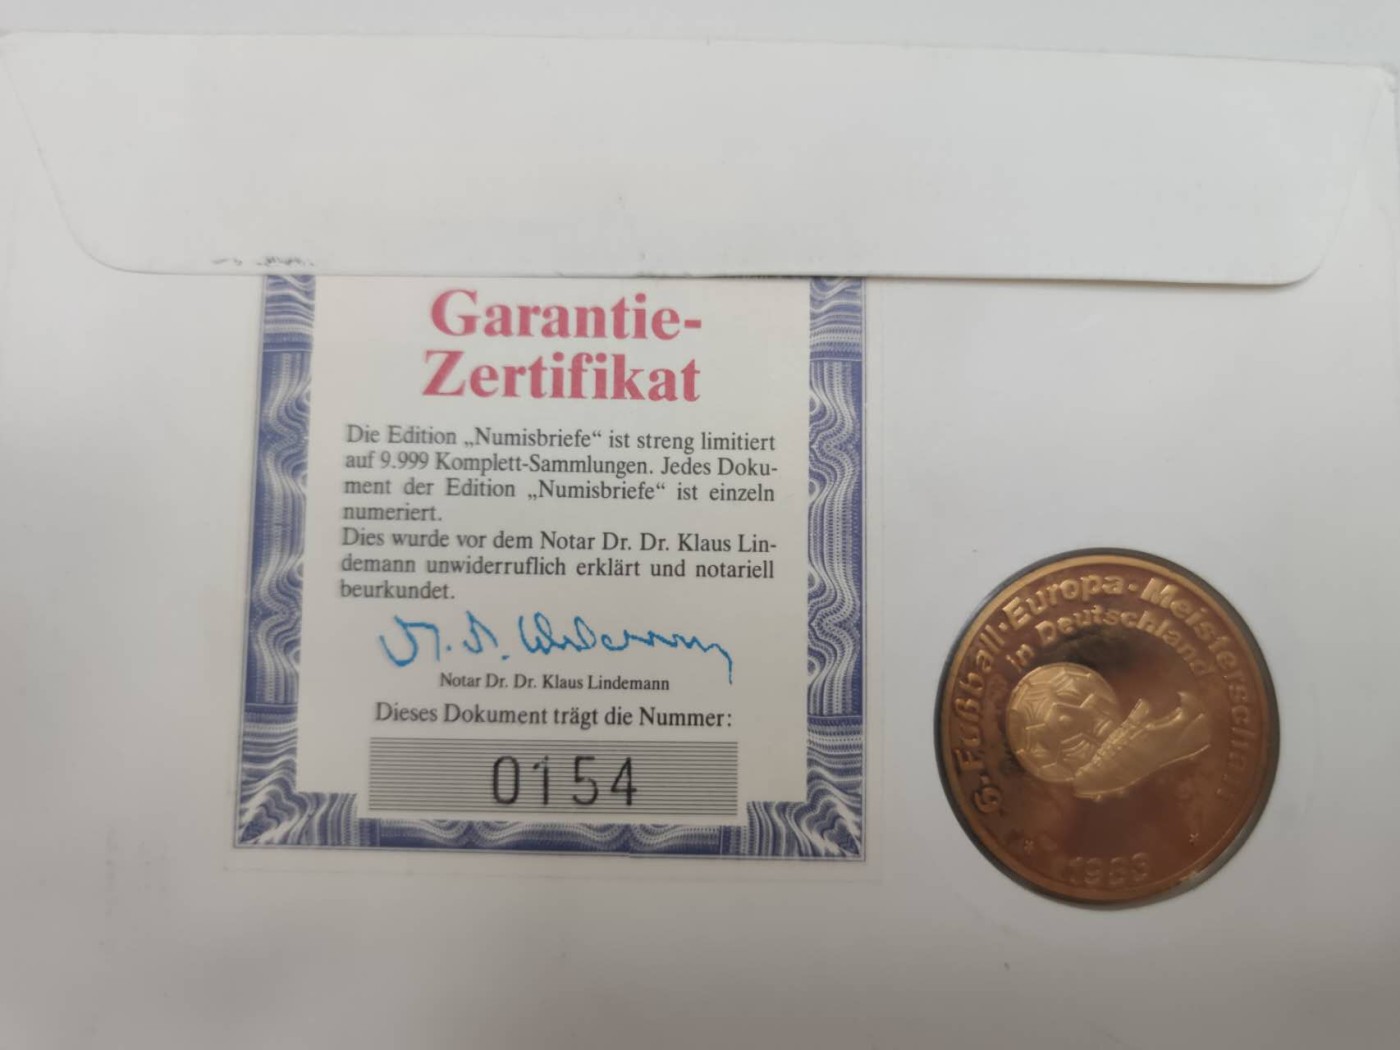 Garantie-
Zertifikat
Die Edition „Numisbriefe“ ist streng limitiert
auf 9.999 Komplett-Sammlungen. Jedes Doku-
ment der Edition „Numisbriefe“ ist einzeln
numeriert.
Dies wurde vor dem Notar Dr. Dr. Klaus Lin-
demann unwiderruflich erklärt und notariell
beurkundet.
Notar Dr. Dr. Klaus Lindemann
Dieses Dokument trägt die Nummer:
0154
Fußball·Europa·Meisterschaft
in Deutschland